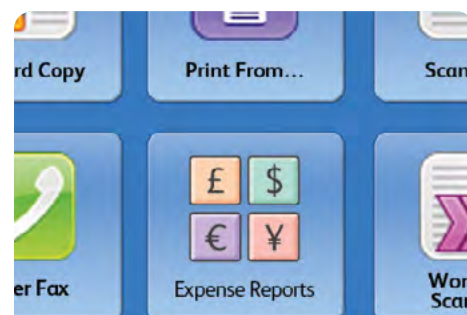 rd Copy
Print From...
Scan
£ $
€ ¥
er Fax
Expense Reports
Wor
Scan